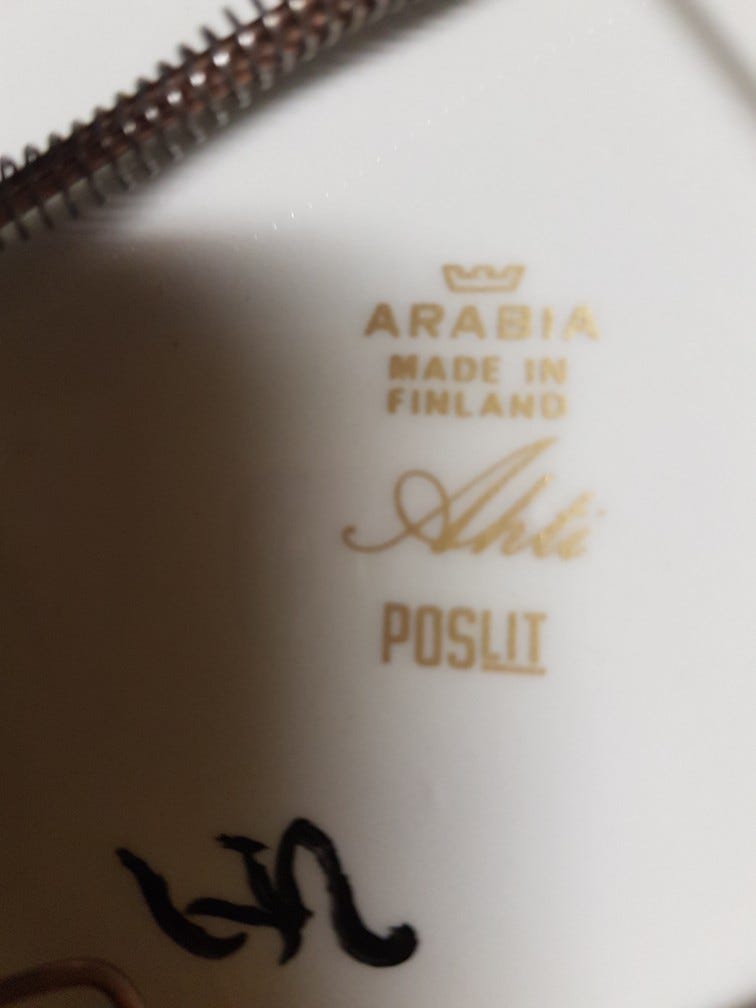 ARABIA
MADE IN
FINLAND
Ahti
POSLIT